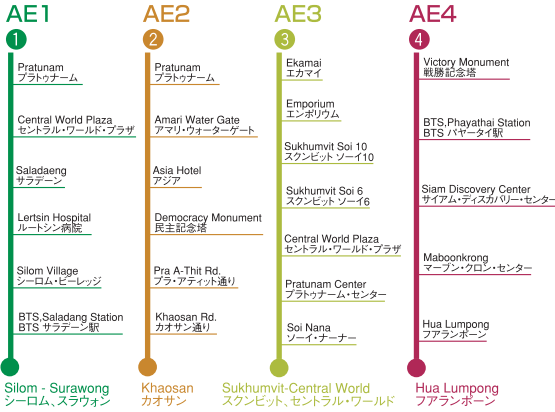 AE1
1
Pratunam
プラトゥナーム
Central World Plaza
セントラル・ワールド・プラザ
Saladaeng
サラデーン
Lertsin Hospital
ルートシン病院
Silom Village
シーロム・ビーレッジ
BTS,Saladang Station
BTS サラデーン駅
Silom - Surawong
シーロム、スラウォン
AE2
2
Pratunam
プラトゥナーム
Amari Water Gate
アマリ・ウォーターゲート
Asia Hotel
アジア
Democracy Monument
民主記念塔
Pra A-Thit Rd.
プラ・アティット通り
Khaosan Rd.
カオサン通り
Khaosan
カオサン
AE3
3
Ekamai
エカマイ
Emporium
エンポリウム
Sukhumvit Soi 10
スクンビット ソーイ10
Sukhumvit Soi 6
スクンビット ソーイ6
Central World Plaza
セントラル・ワールド・プラザ
Pratunam Center
プラトゥナーム・センター
Soi Nana
ソーイ・ナーナー
Sukhumvit-Central World
スクンビット、セントラル・ワールド
AE4
4
Victory Monument
戦勝記念塔
BTS,Phayathai Station
BTS パヤータイ駅
Siam Discovery Center
サイアム・ディスカバリー・センター
Maboonkrong
マーブン・クロン・センター
Hua Lumpong
フアランポーン
Hua Lumpong
フアランポーン